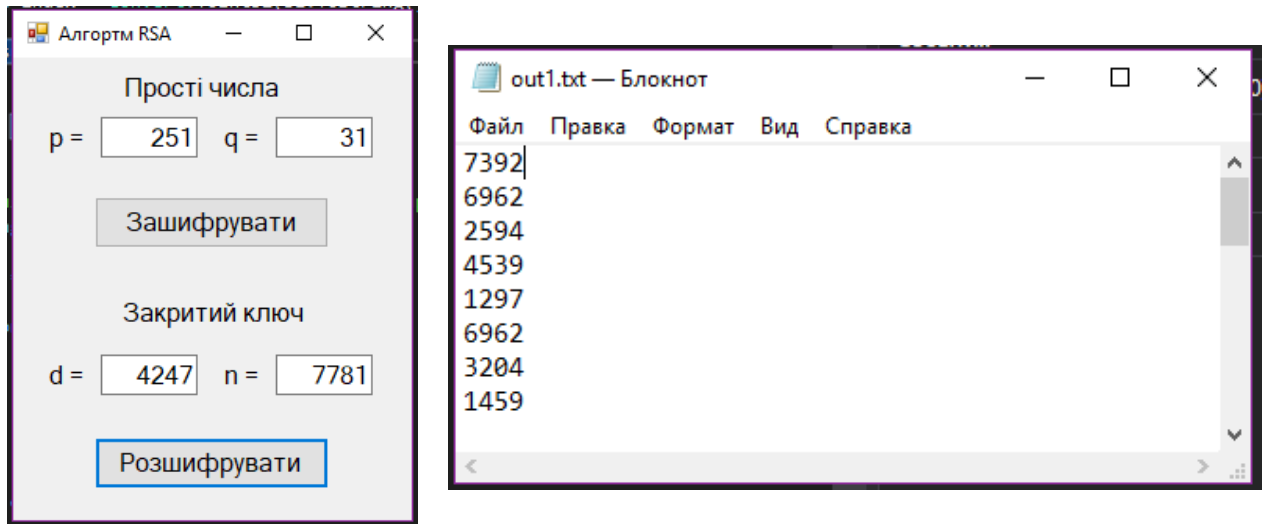 Алгортм RSA
Прості числа
p = 251 q = 31
Зашифрувати
Закритий ключ
d = 4247 n = 7781
Розшифрувати
out1.txt — Блокнот
Файл Правка Формат Вид Справка
7392
6962
2594
4539
1297
6962
3204
1459